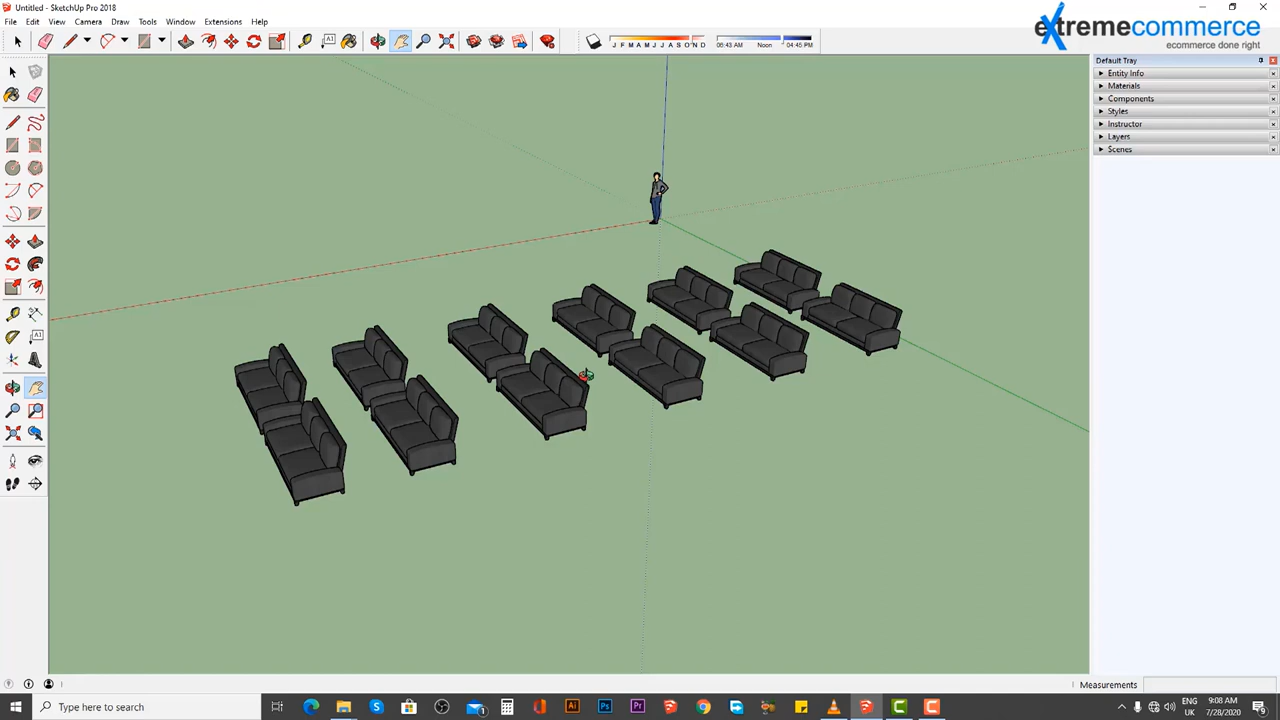 Untitled - SketchUp Pro 2018
File Edit View Camera Draw Tools Window Extensions Help
extremecommerce
ecommerce done right
J F M A M J J A S O N D
06:43 AM Noon 04:45 PM
Default Tray
Entity Info
Materials
Components
Styles
Instructor
Layers
Scenes
Measurements
Type here to search
ENG
UK
9:08 AM
7/28/2020